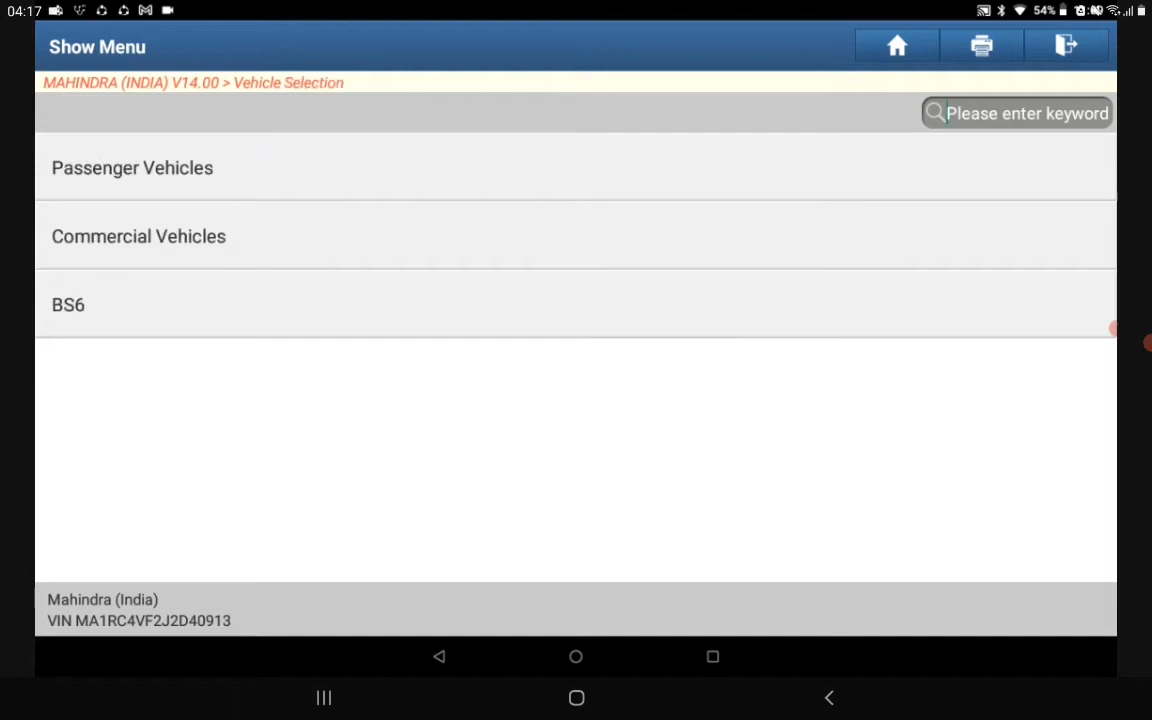 04:17
54%
Show Menu
MAHINDRA (INDIA) V14.00 > Vehicle Selection
Please enter keyword
Passenger Vehicles
Commercial Vehicles
BS6
Mahindra (India)
VIN MA1RC4VF2J2D40913